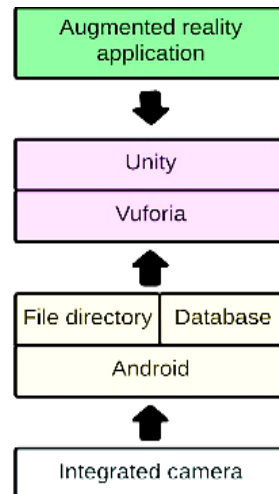 Augmented reality
application
Unity
Vuforia
File directory Database
Android
Integrated camera